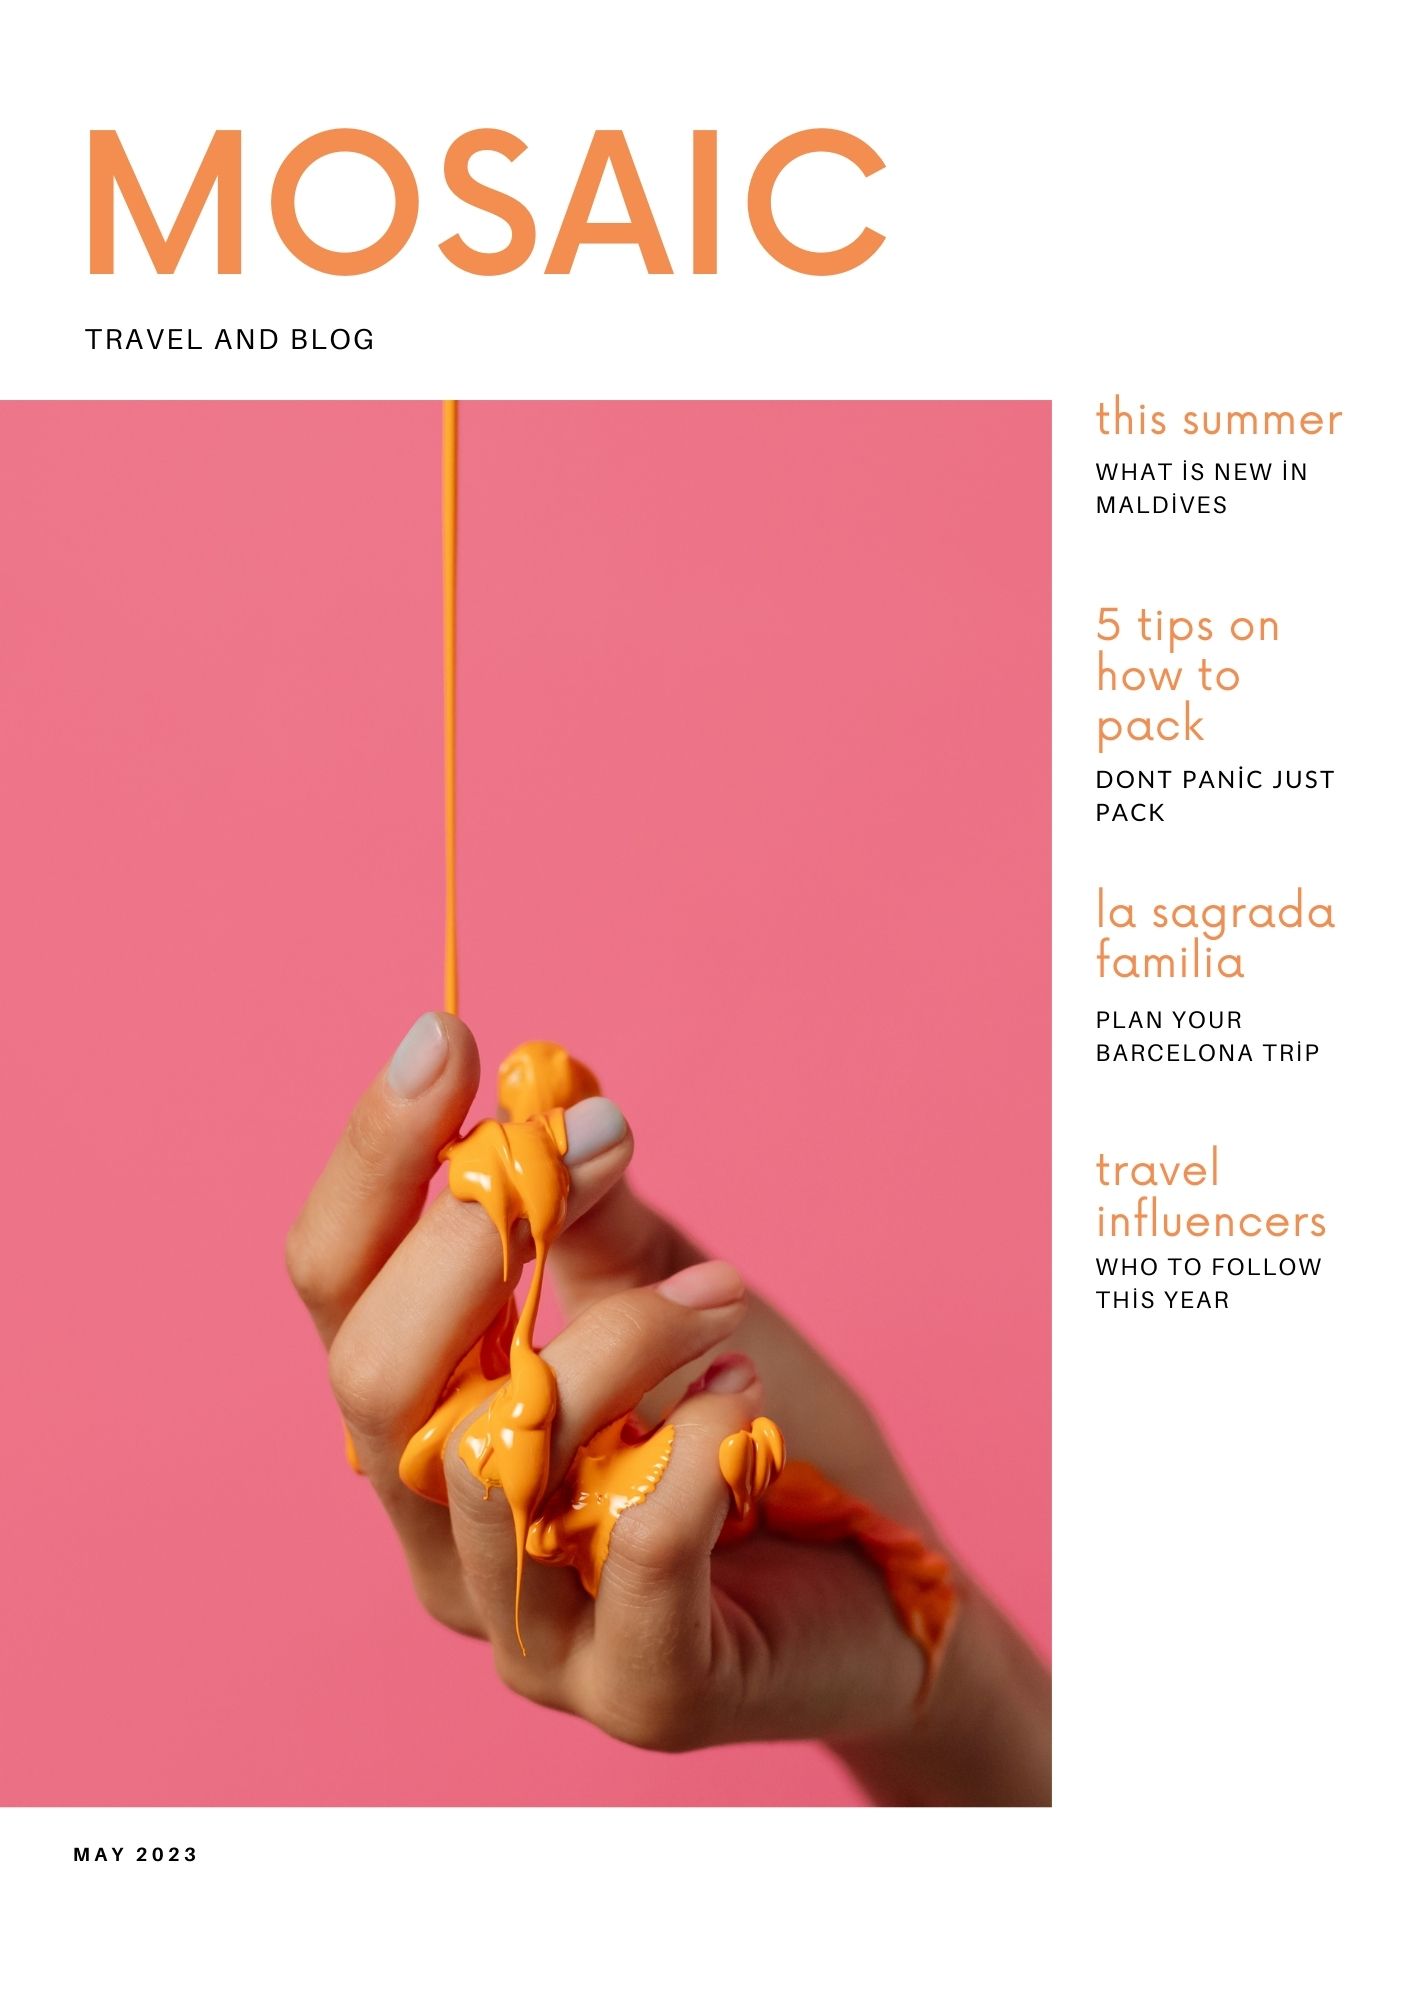 MOSAIC
TRAVEL AND BLOG
this summer
WHAT İS NEW İN
MALDİVES
5 tips on
how to
pack
DONT PANİC JUST
PACK
la sagrada
familia
PLAN YOUR
BARCELONA TRİP
travel
influencers
WHO TO FOLLOW
THİS YEAR
MAY 2023